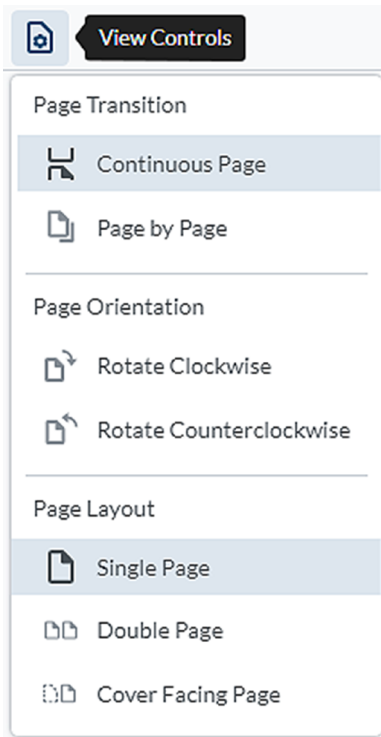 View Controls
Page Transition
Continuous Page
Page by Page
Page Orientation
Rotate Clockwise
Rotate Counterclockwise
Page Layout
Single Page
Double Page
Cover Facing Page